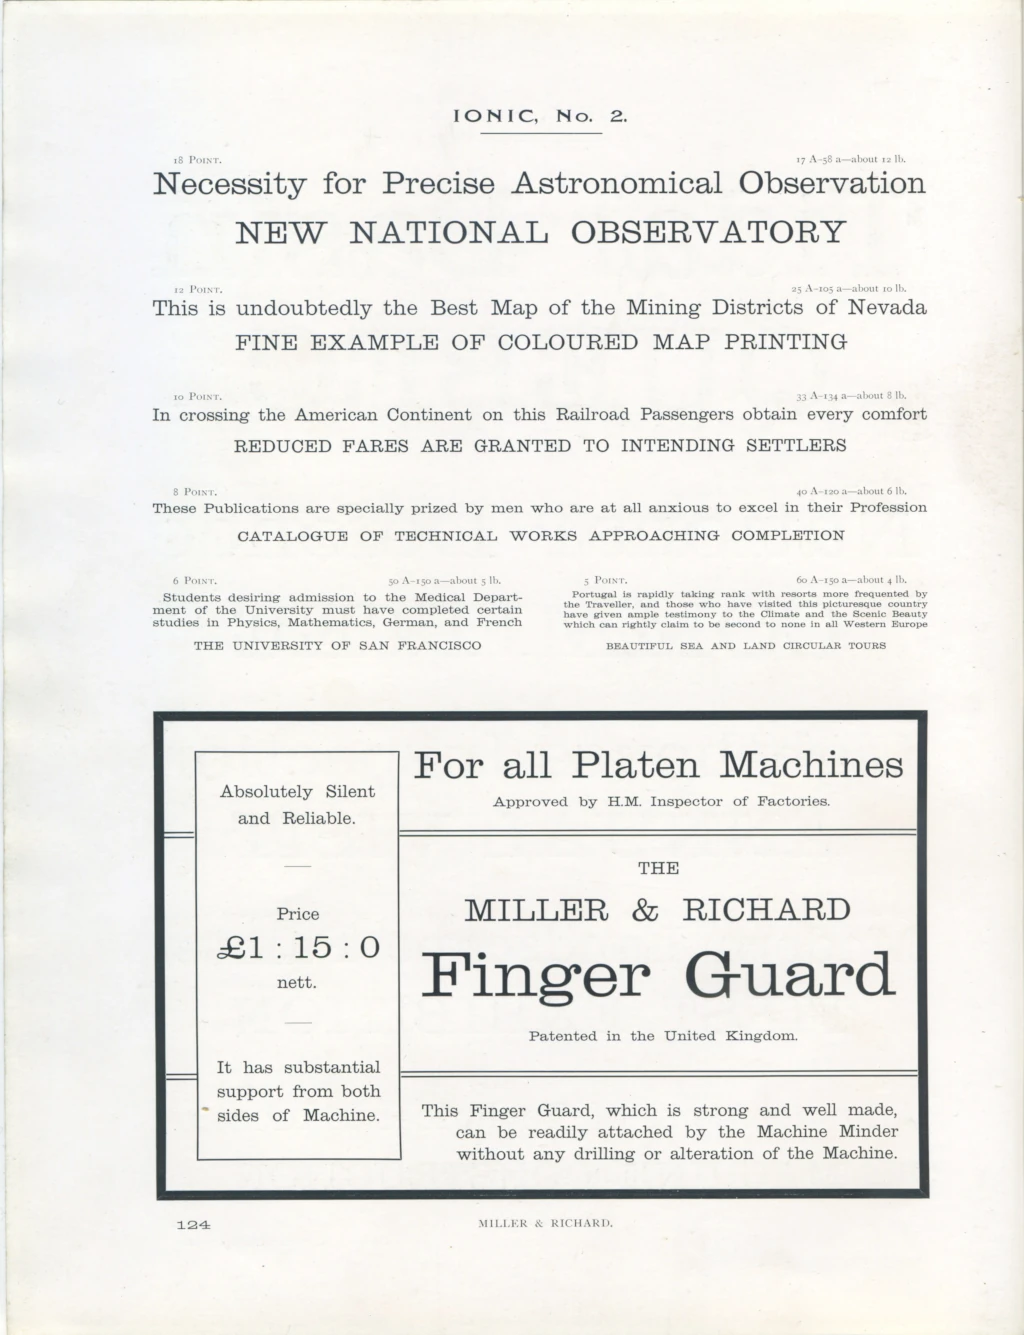 IONIC, No. 2.
18 Point. 17 A–58 a—about 12 lb.
Necessity for Precise Astronomical Observation
NEW NATIONAL OBSERVATORY
12 Point. 25 A–105 a—about 10 lb.
This is undoubtedly the Best Map of the Mining Districts of Nevada
FINE EXAMPLE OF COLOURED MAP PRINTING
10 Point. 33 A–134 a—about 8 lb.
In crossing the American Continent on this Railroad Passengers obtain every comfort
REDUCED FARES ARE GRANTED TO INTENDING SETTLERS
8 Point. 40 A–120 a—about 6 lb.
These Publications are specially prized by men who are at all anxious to excel in their Profession
CATALOGUE OF TECHNICAL WORKS APPROACHING COMPLETION
6 Point. 50 A–150 a—about 5 lb.
Students desiring admission to the Medical Depart-
ment of the University must have completed certain
studies in Physics, Mathematics, German, and French
THE UNIVERSITY OF SAN FRANCISCO
5 Point. 60 A–150 a—about 4 lb.
Portugal is rapidly taking rank with resorts more frequented by
the Traveller, and those who have visited this picturesque country
have given ample testimony to the Climate and the Scenic Beauty
which can rightly claim to be second to none in all Western Europe
BEAUTIFUL SEA AND LAND CIRCULAR TOURS
Absolutely Silent
and Reliable.
Price
£1 : 15 : 0
nett.
It has substantial
support from both
sides of Machine.
For all Platen Machines
Approved by H.M. Inspector of Factories.
THE
MILLER & RICHARD
Finger Guard
Patented in the United Kingdom.
This Finger Guard, which is strong and well made,
can be readily attached by the Machine Minder
without any drilling or alteration of the Machine.
124 MILLER & RICHARD.